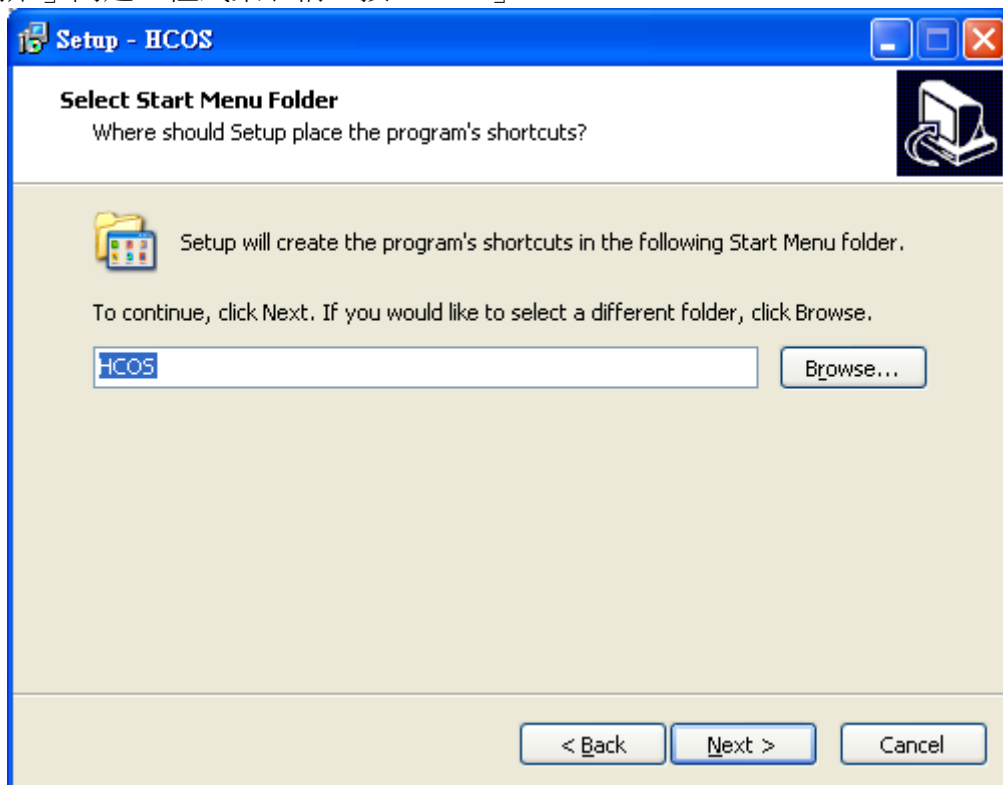 Setup - HCOS
Select Start Menu Folder
Where should Setup place the program's shortcuts?
Setup will create the program's shortcuts in the following Start Menu folder.
To continue, click Next. If you would like to select a different folder, click Browse.
HCOS
Browse...
< Back
Next >
Cancel